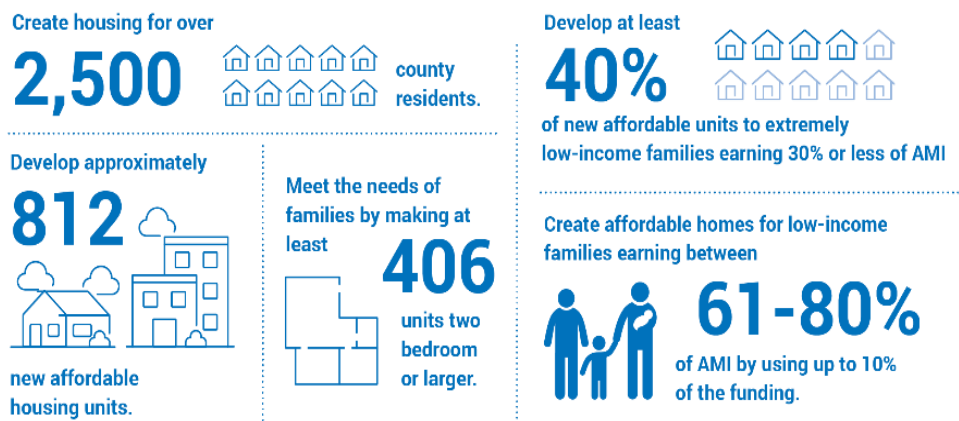 Create housing for over
2,500
county
residents.
Develop approximately
812
new affordable
housing units.
Meet the needs of
families by making at
least
406
units two
bedroom
or larger.
Develop at least
40%
of new affordable units to extremely
low-income families earning 30% or less of AMI
Create affordable homes for low-income
families earning between
61-80%
of AMI by using up to 10%
of the funding.